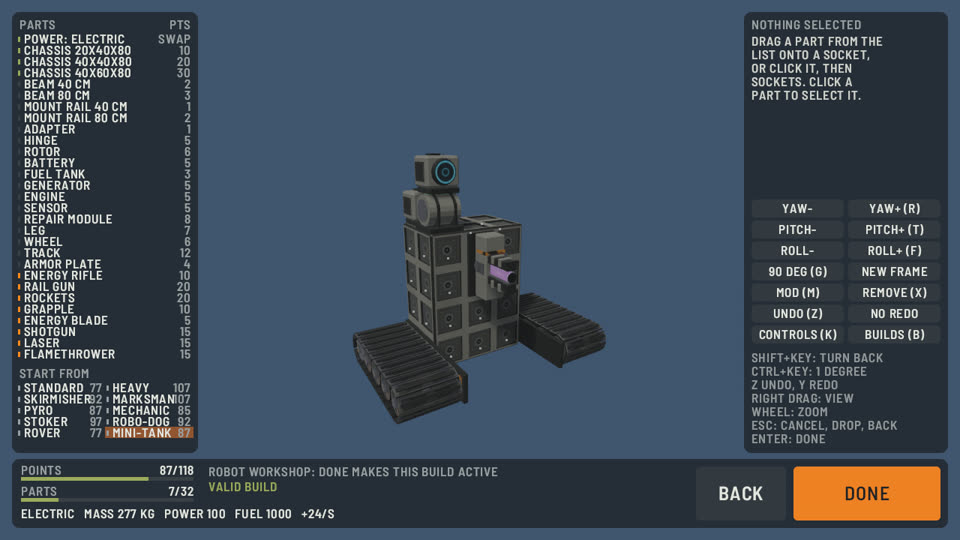 PARTS PTS
POWER: ELECTRIC SWAP
CHASSIS 20X40X80 10
CHASSIS 40X40X80 20
CHASSIS 40X60X80 30
BEAM 40 CM 2
BEAM 80 CM 3
MOUNT RAIL 40 CM 1
MOUNT RAIL 80 CM 2
ADAPTER 1
HINGE 5
ROTOR 6
BATTERY 5
FUEL TANK 3
GENERATOR 5
ENGINE 5
SENSOR 5
REPAIR MODULE 8
LEG 7
WHEEL 6
TRACK 12
ARMOR PLATE 4
ENERGY RIFLE 10
RAIL GUN 20
ROCKETS 20
GRAPPLE 10
ENERGY BLADE 5
SHOTGUN 15
LASER 15
FLAMETHROWER 15
START FROM
STANDARD 77 HEAVY 107
SKIRMISHER 92 MARKSMAN 107
PYRO 87 MECHANIC 85
STOKER 97 ROBO-DOG 92
ROVER 77 MINI-TANK 87
NOTHING SELECTED
DRAG A PART FROM THE
LIST ONTO A SOCKET,
OR CLICK IT, THEN
SOCKETS. CLICK A
PART TO SELECT IT.
YAW- YAW+ (R)
PITCH- PITCH+ (T)
ROLL- ROLL+ (F)
90 DEG (G) NEW FRAME
MOD (M) REMOVE (X)
UNDO (Z) NO REDO
CONTROLS (K) BUILDS (B)
SHIFT+KEY: TURN BACK
CTRL+KEY: 1 DEGREE
Z UNDO, Y REDO
RIGHT DRAG: VIEW
WHEEL: ZOOM
ESC: CANCEL, DROP, BACK
ENTER: DONE
POINTS 87/118
PARTS 7/32
ELECTRIC MASS 277 KG POWER 100 FUEL 1000 +24/S
ROBOT WORKSHOP: DONE MAKES THIS BUILD ACTIVE
VALID BUILD
BACK
DONE